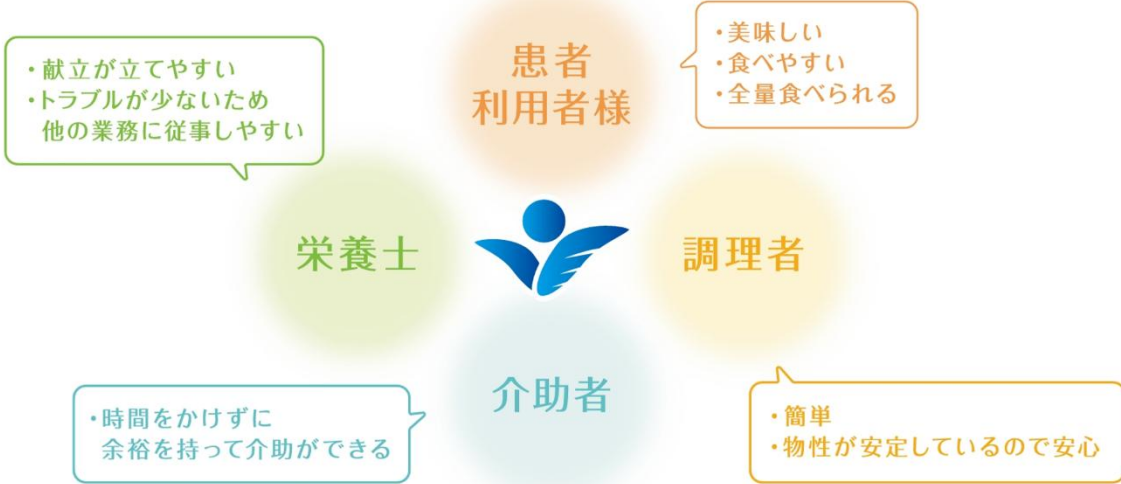 患者
利用者様
・美味しい
・食べやすい
・全量食べられる
・献立が立てやすい
・トラブルが少ないため
他の業務に従事しやすい
栄養士
調理者
介助者
・時間をかけずに
余裕を持って介助ができる
・簡単
・物性が安定しているので安心